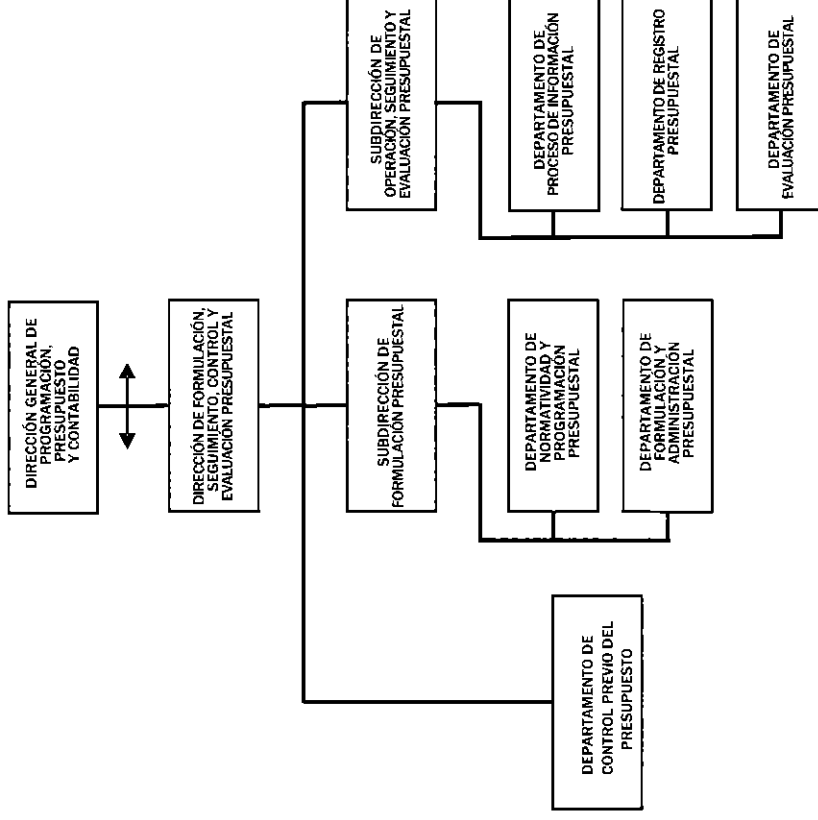 DIRECCIÓN GENERAL DE
PROGRAMACIÓN,
PRESUPUESTO
Y CONTABILIDAD
DIRECCIÓN DE FORMULACIÓN,
SEGUIMIENTO, CONTROL Y
EVALUACIÓN PRESUPUESTAL
DEPARTAMENTO DE
CONTROL PREVIO DEL
PRESUPUESTO
SUBDIRECCIÓN DE
FORMULACIÓN PRESUPUESTAL
DEPARTAMENTO DE
NORMATIVIDAD Y
PROGRAMACIÓN
PRESUPUESTAL
DEPARTAMENTO DE
FORMULACIÓN Y
ADMINISTRACIÓN
PRESUPUESTAL
SUBDIRECCIÓN DE
OPERACIÓN, SEGUIMIENTO Y
EVALUACIÓN PRESUPUESTAL
DEPARTAMENTO DE
PROCESO DE INFORMACIÓN
PRESUPUESTAL
DEPARTAMENTO DE REGISTRO
PRESUPUESTAL
DEPARTAMENTO DE
EVALUACIÓN PRESUPUESTAL